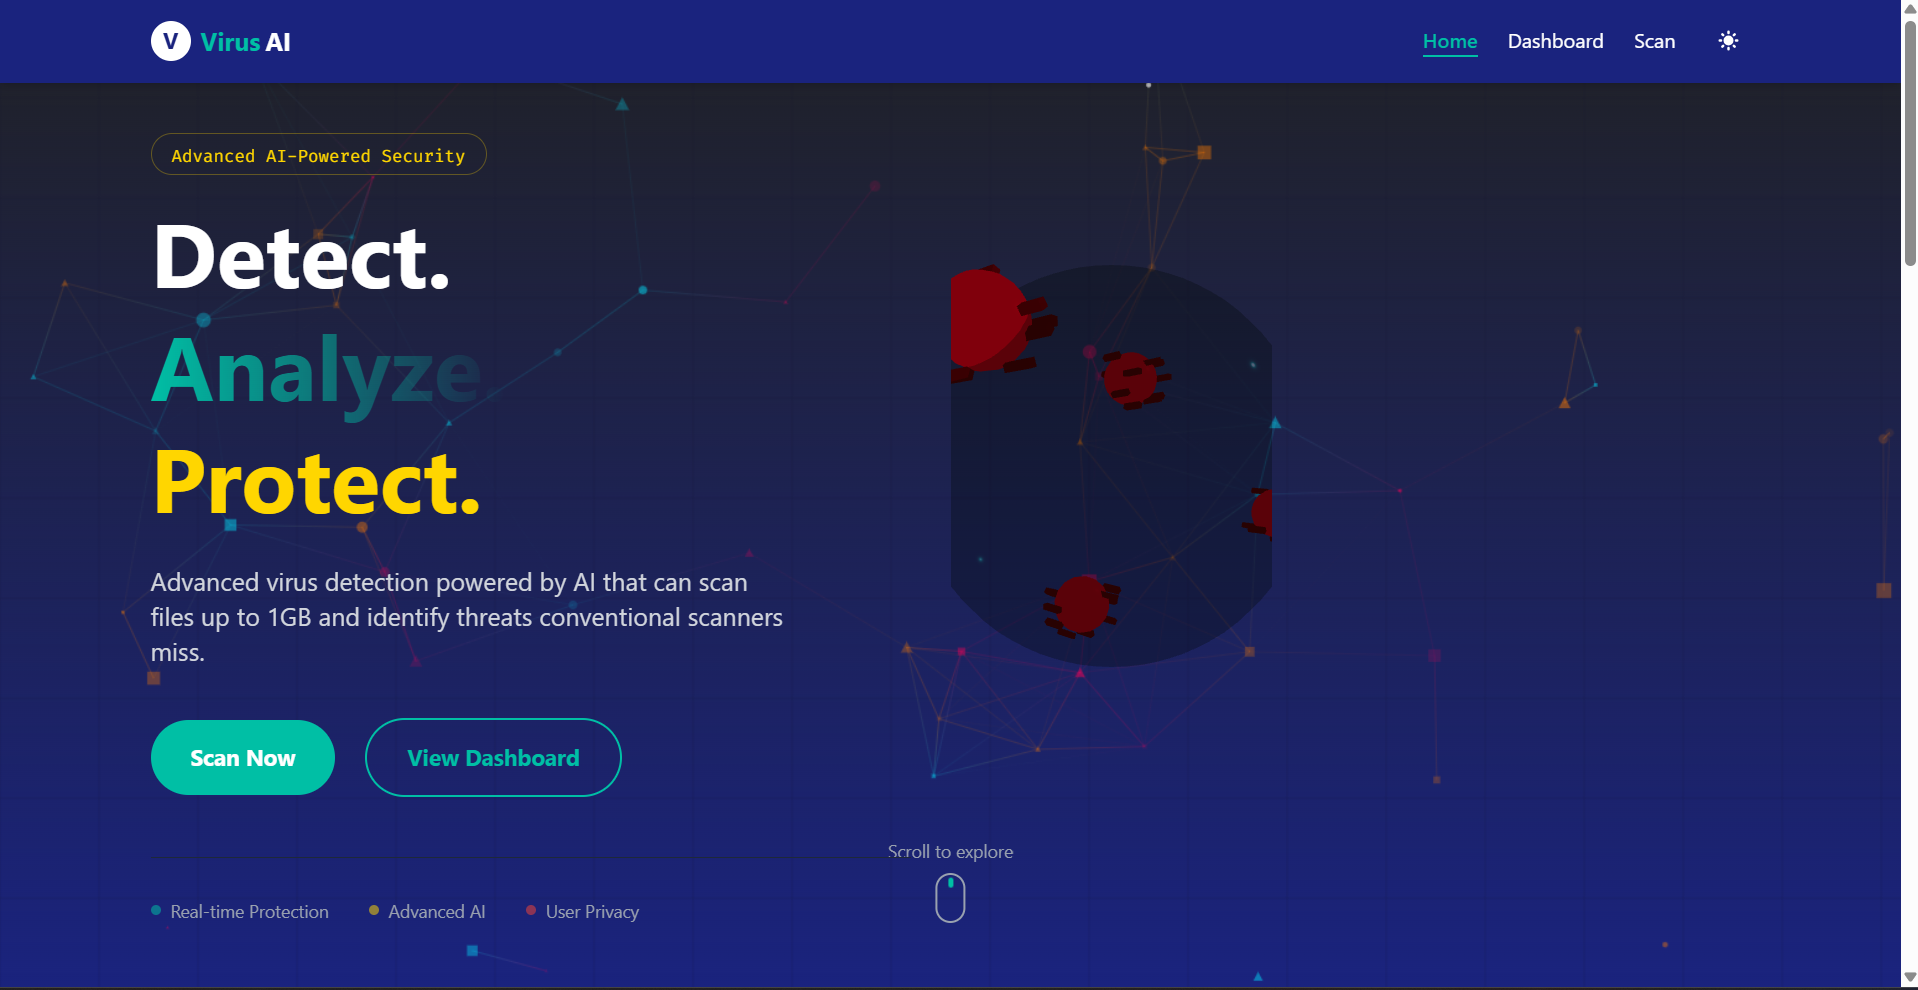 V Virus AI
Home Dashboard Scan
Advanced AI-Powered Security
Detect.
Analyze.
Protect.
Advanced virus detection powered by AI that can scan
files up to 1GB and identify threats conventional scanners
miss.
Scan Now View Dashboard
Scroll to explore
Real-time Protection Advanced AI User Privacy